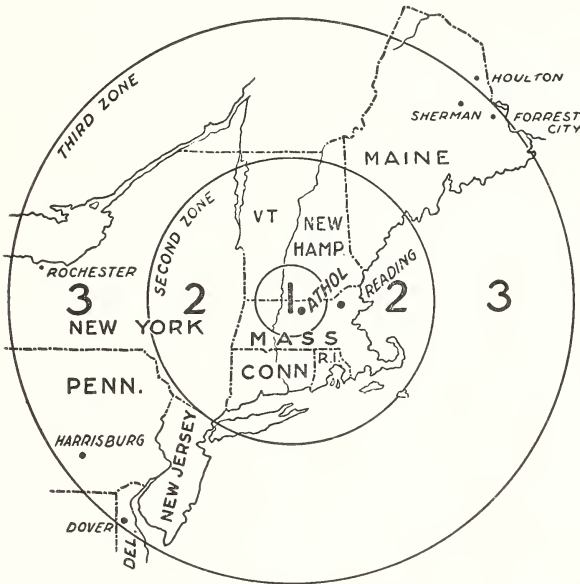 HOULTON
THIRD ZONE
SHERMAN
FORREST
CITY
MAINE
SECOND ZONE
VT
NEW
HAMP.
ROCHESTER
3
2
1
ATHOL
READING
2
3
NEW YORK
MASS
R.I.
CONN
PENN.
NEW JERSEY
HARRISBURG
DOVER
DEL.